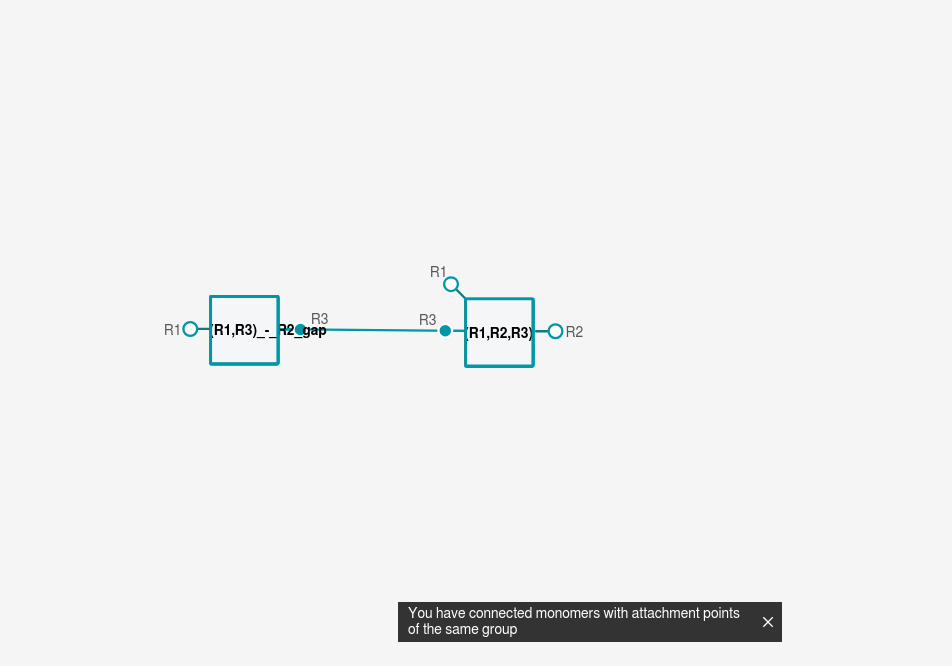 R1
R1
(R1,R3)_-_R2_gap
R3
R3
(R1,R2,R3)
R2
You have connected monomers with attachment points
of the same group